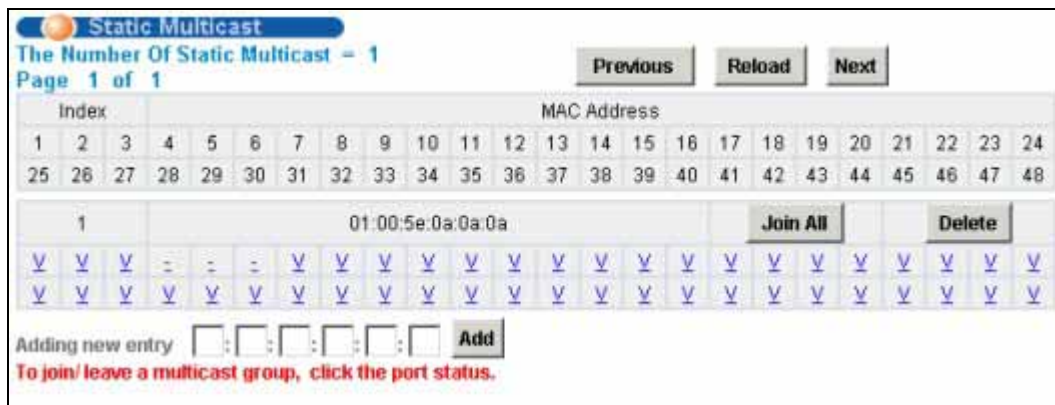 Static Multicast
The Number Of Static Multicast = 1
Page 1 of 1
Previous Reload Next
Index MAC Address
1 2 3 4 5 6 7 8 9 10 11 12 13 14 15 16 17 18 19 20 21 22 23 24
25 26 27 28 29 30 31 32 33 34 35 36 37 38 39 40 41 42 43 44 45 46 47 48
1 01:00:5e:0a:0a:0a Join All Delete
V V V - - - V V V V V V V V V V V V V V V V V V
V V V V V V V V V V V V V V V V V V V V V V V V
Adding new entry : : : : : Add
To join/leave a multicast group, click the port status.